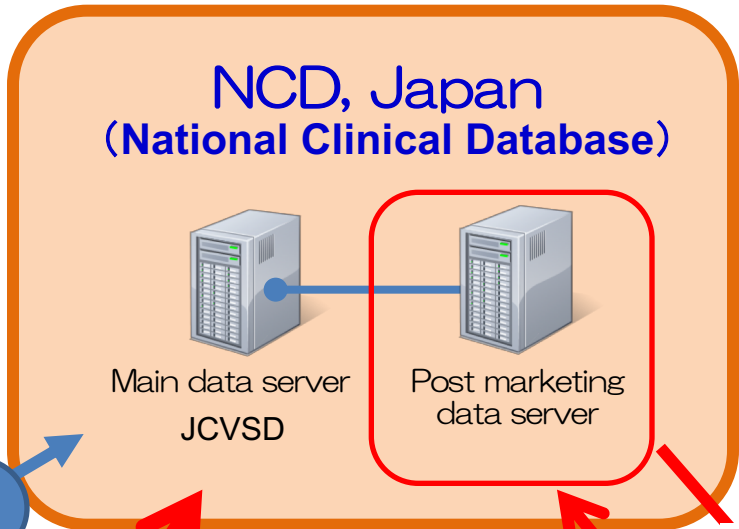 NCD, Japan
（National Clinical Database）
Main data server
JCVSD
Post marketing
data server